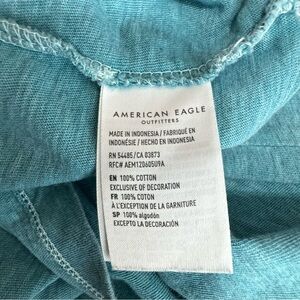 AMERICAN EAGLE
OUTFITTERS
MADE IN INDONESIA / FABRIQUÉ EN
INDONÉSIE / HECHO EN INDONESIA
RN 54485/CA 03873
RFC# AEM120605U9A
EN 100% COTTON
EXCLUSIVE OF DECORATION
FR 100% COTON
À L'EXCEPTION DE LA GARNITURE
SP 100% algodón
EXCEPTO LA DECORACIÓN